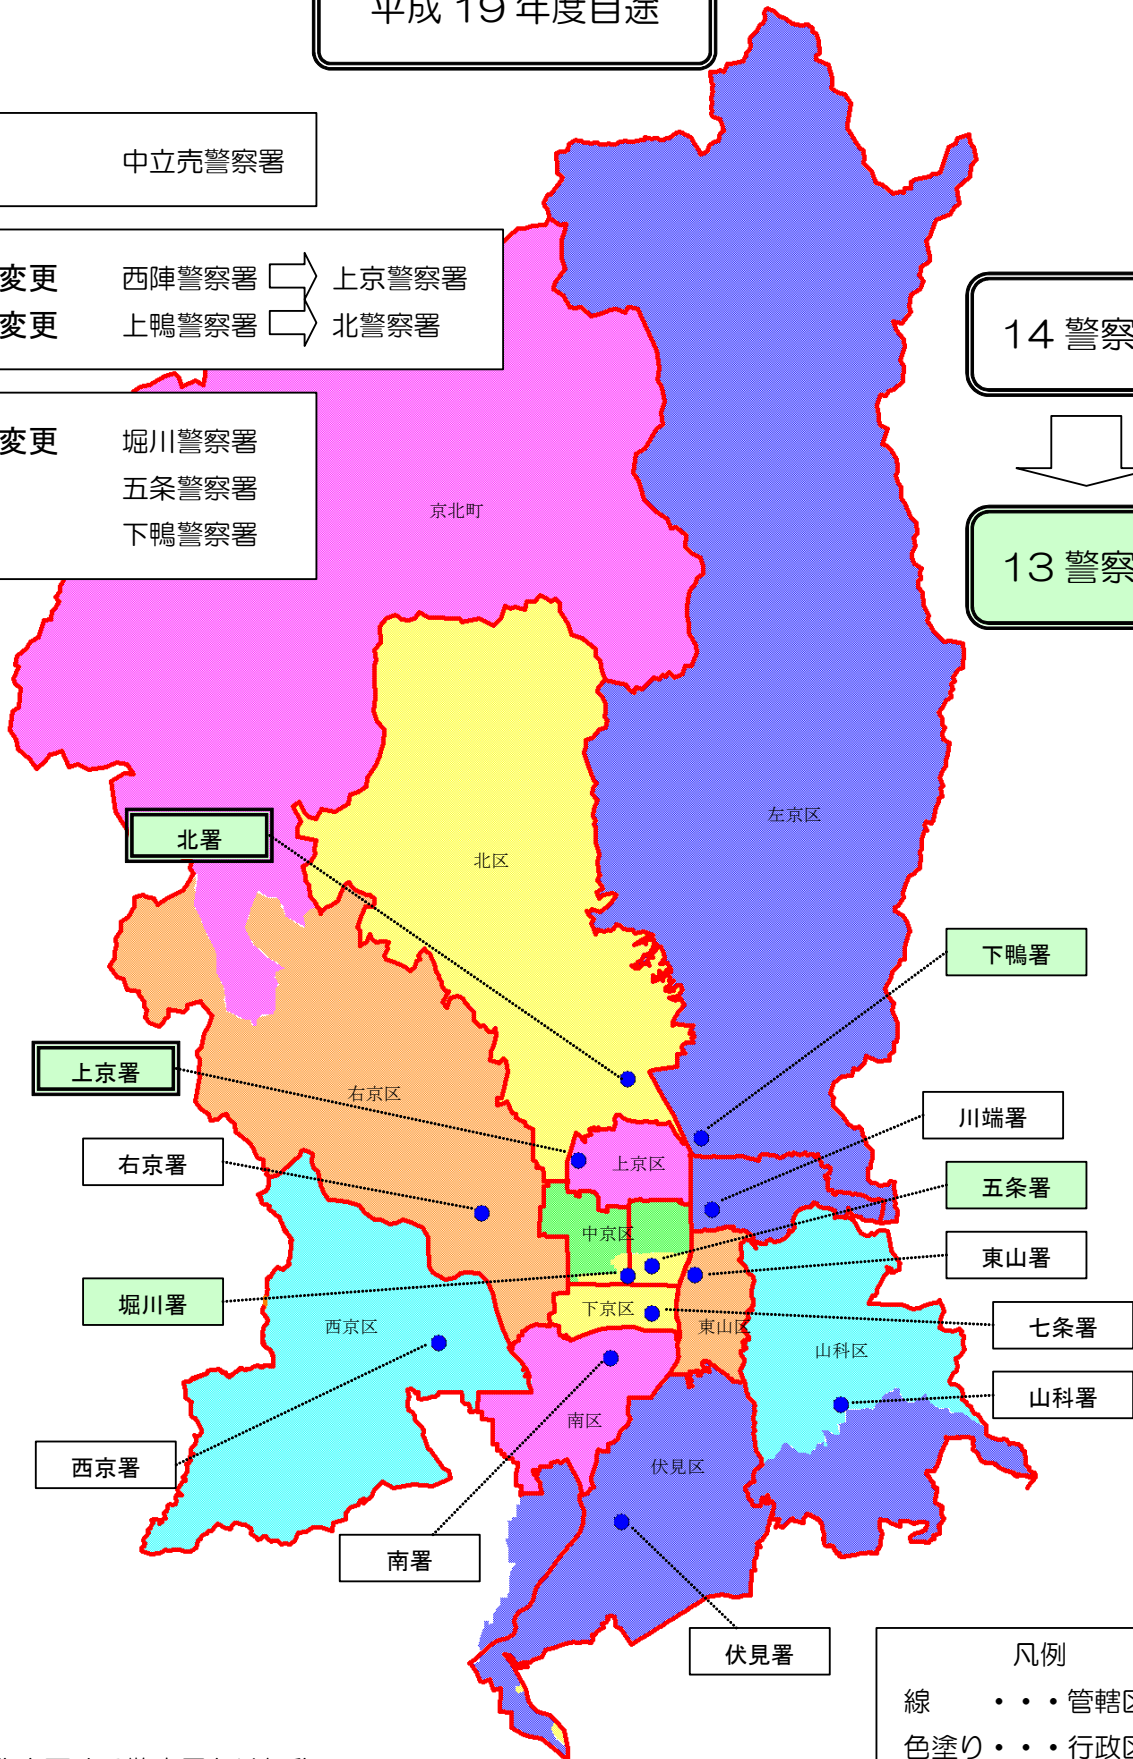 平成 19 年度目途
中立売警察署
変更 西陣警察署 上京警察署
変更 上鴨警察署 北警察署
変更 堀川警察署
五条警察署
下鴨警察署
14 警察
13 警察
京北町
左京区
北署
北区
下鴨署
上京署
右京区
川端署
右京署
上京区
五条署
中京区
東山署
堀川署
下京区
西京区
東山区
七条署
山科区
山科署
南区
西京署
伏見区
南署
伏見署
凡例
線 ・・・管轄区
色塗り・・・行政区